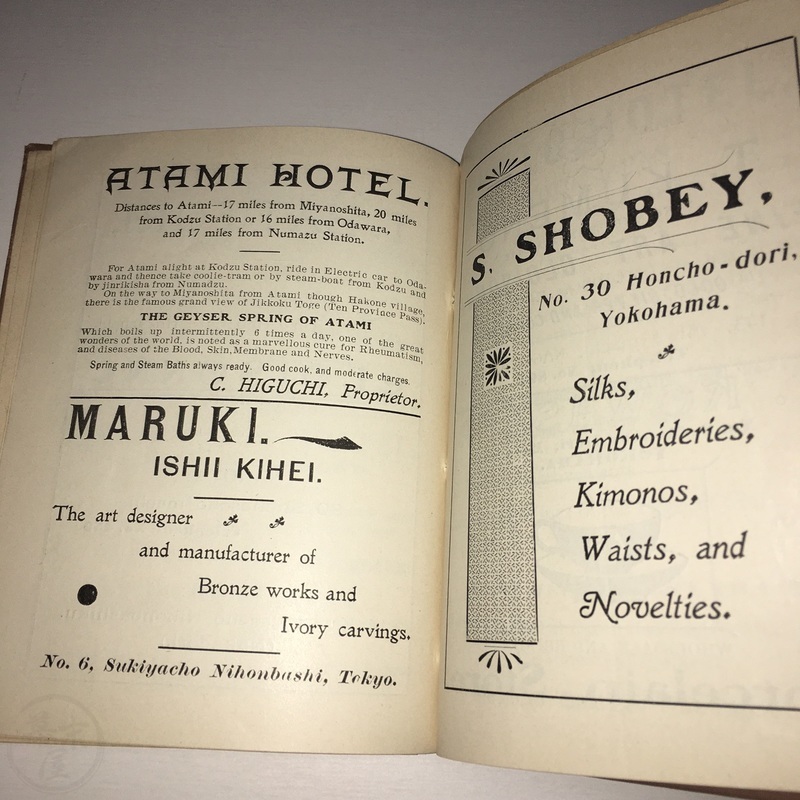 ATAMI HOTEL.
Distances to Atami—17 miles from Miyanoshita, 20 miles
from Kodzu Station or 16 miles from Odawara,
and 17 miles from Numazu Station.
For Atami alight at Kodzu Station, ride in Electric car to Oda-
wara and thence take coolie-tram or by steam-boat from Kodzu and
by jinrikisha from Numadzu.
On the way to Miyanoshita from Atami though Hakone village,
there is the famous grand view of Jikkoku Toge (Ten Province Pass).
THE GEYSER SPRING OF ATAMI
Which boils up intermittently 6 times a day, one of the great
wonders of the world, is noted as a marvellous cure for Rheumatism,
and diseases of the Blood, Skin, Membrane and Nerves.
Spring and Steam Baths always ready. Good cook, and moderate charges.
C. HIGUCHI, Proprietor.
MARUKI.
ISHII KIHEI.
The art designer
and manufacturer of
Bronze works and
Ivory carvings.
No. 6, Sukiyacho Nihonbashi, Tokyo.
S. SHOBEY,
No. 30 Honcho-dori,
Yokohama.
Silks,
Embroideries,
Kimonos,
Waists, and
Novelties.